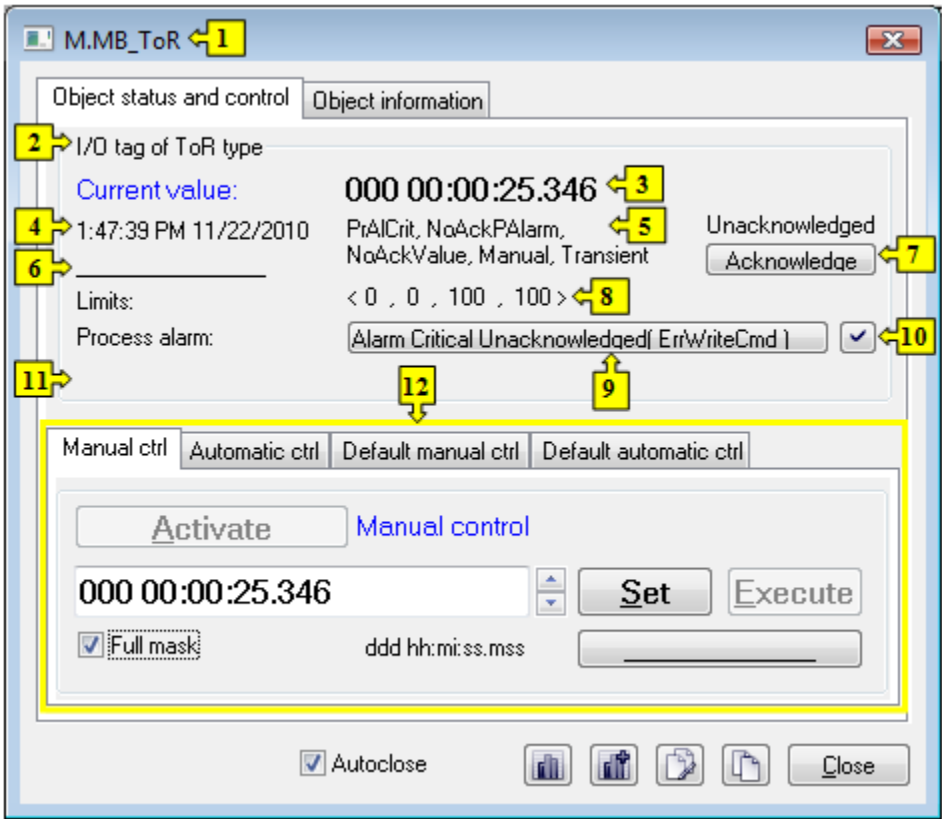 M.MB_ToR 1
Object status and control Object information
2 I/O tag of ToR type
Current value: 000 00:00:25.346 3
4 1:47:39 PM 11/22/2010 PrAlCrit, NoAckPAlarm, 5 Unacknowledged
6 NoAckValue, Manual, Transient Acknowledge 7
Limits: < 0 , 0 , 100 , 100 > 8
Process alarm: Alarm Critical Unacknowledged( ErrWriteCmd ) 10
11 12 9
Manual ctrl Automatic ctrl Default manual ctrl Default automatic ctrl
Activate Manual control
000 00:00:25.346 Set Execute
Full mask ddd hh:mi:ss.mss
Autoclose Close